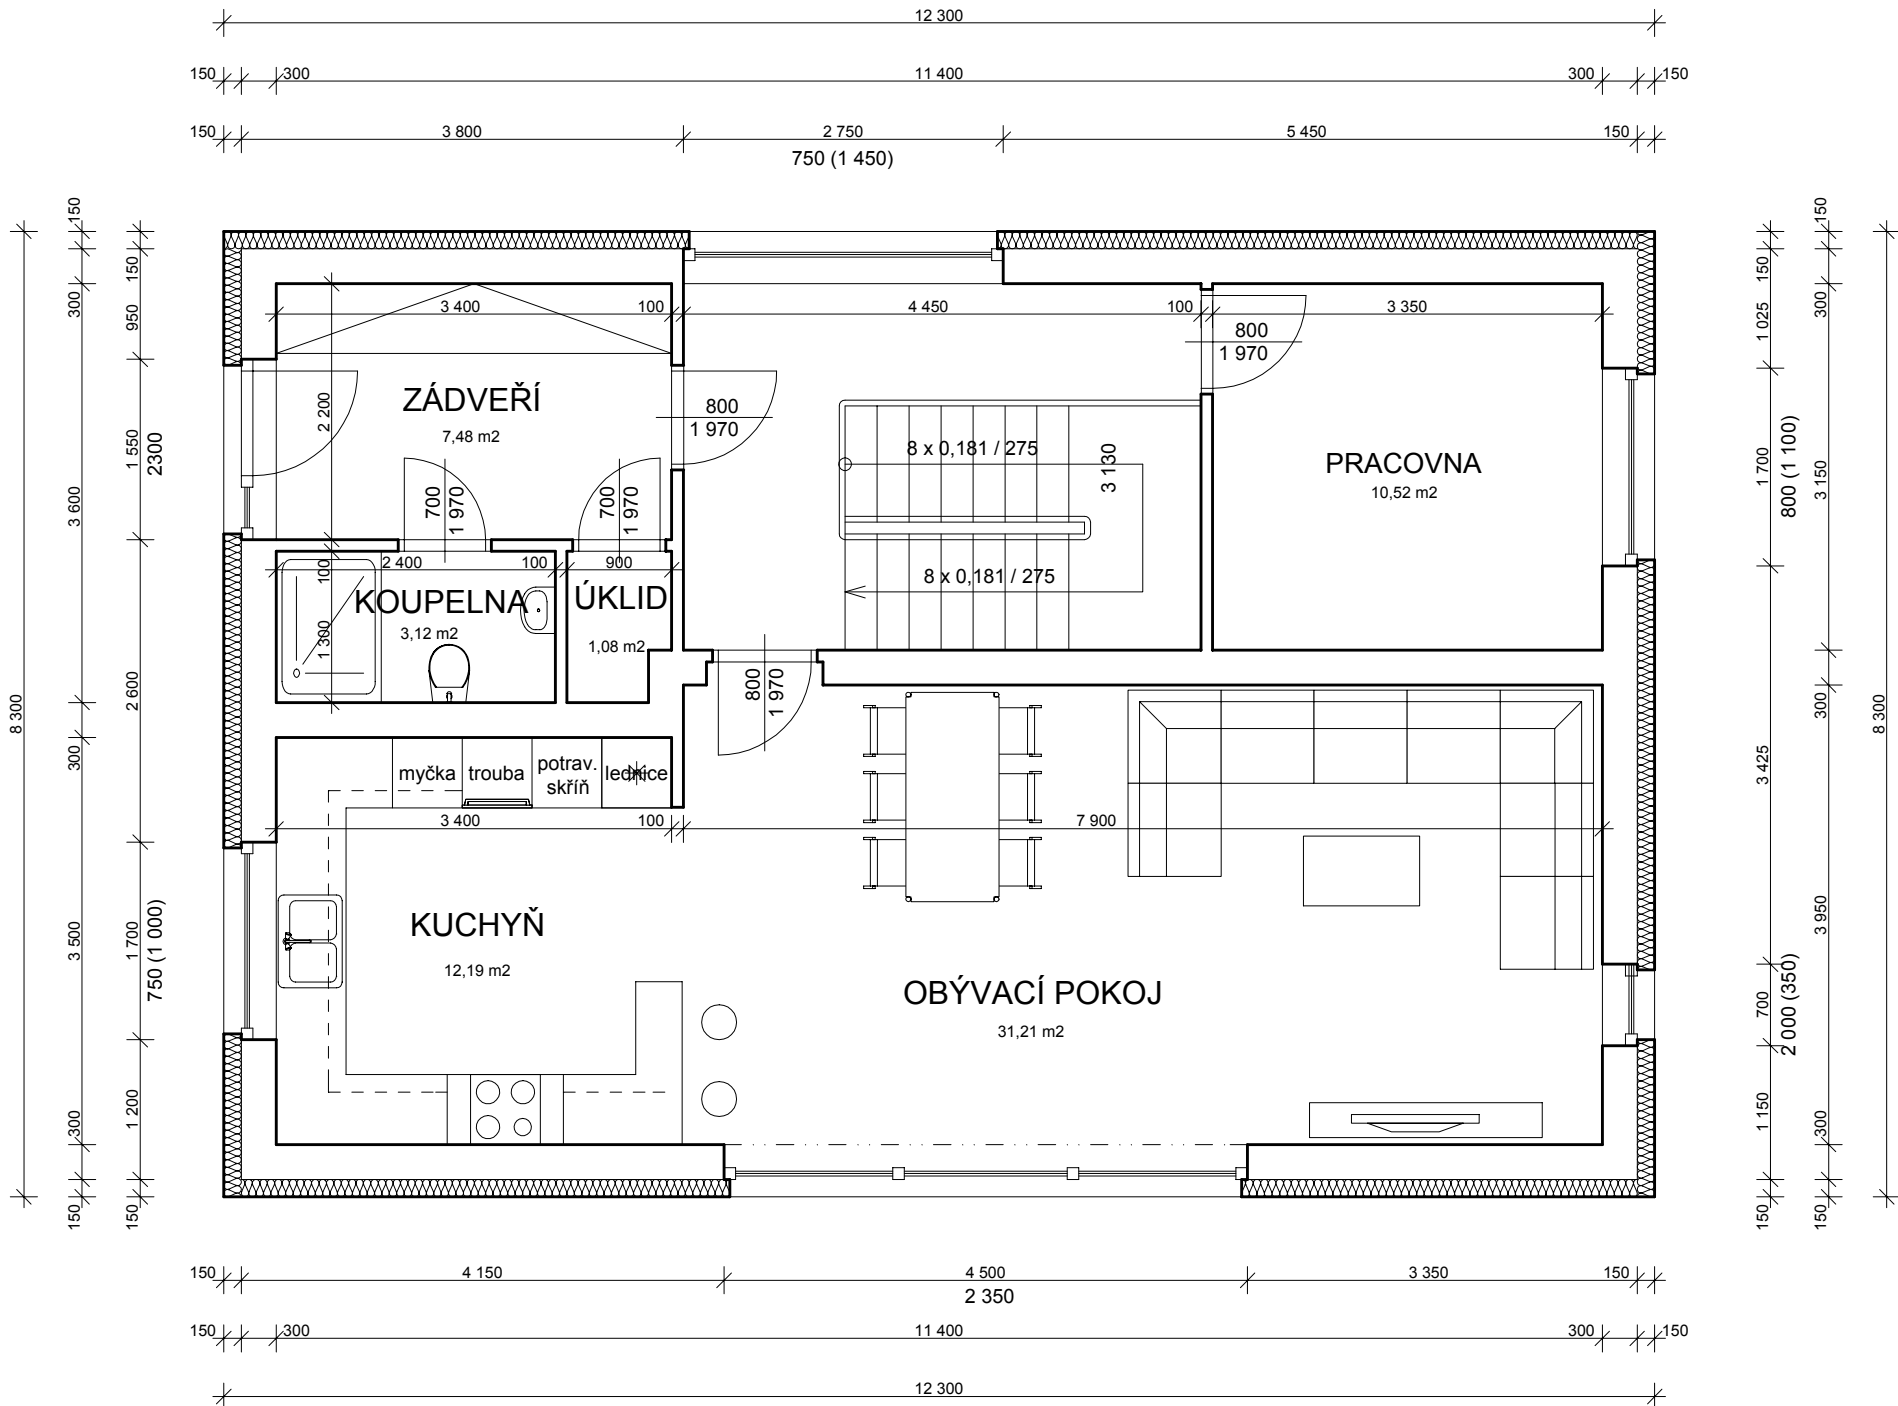 12 300
150 300 11 400 300 150
150 3 800 2 750 5 450 150
750 (1 450)
8 300
150
300
3 600
300
3 500
300
150
150
950
1 550
2300
2 600
1 700
750 (1 000)
1 200
150
3 400 100 4 450 100 3 350
800
1 970
ZÁDVEŘÍ
7,48 m2
2 200
800
1 970
700
1 970
700
1 970
8 x 0,181 / 275
3 130
8 x 0,181 / 275
PRACOVNA
10,52 m2
2 400 100 900
100
KOUPELNA
3,12 m2
1 300
ÚKLID
1,08 m2
800
1 970
myčka
trouba
potrav.
skříň
lednice
3 400 100 7 900
KUCHYŇ
12,19 m2
OBÝVACÍ POKOJ
31,21 m2
150
1 025
1 700
800 (1 100)
3 425
700
2 000 (350)
1 150
150
150
300
3 150
300
3 950
300
150
8 300
150 4 150 4 500 3 350 150
2 350
150 300 11 400 300 150
12 300